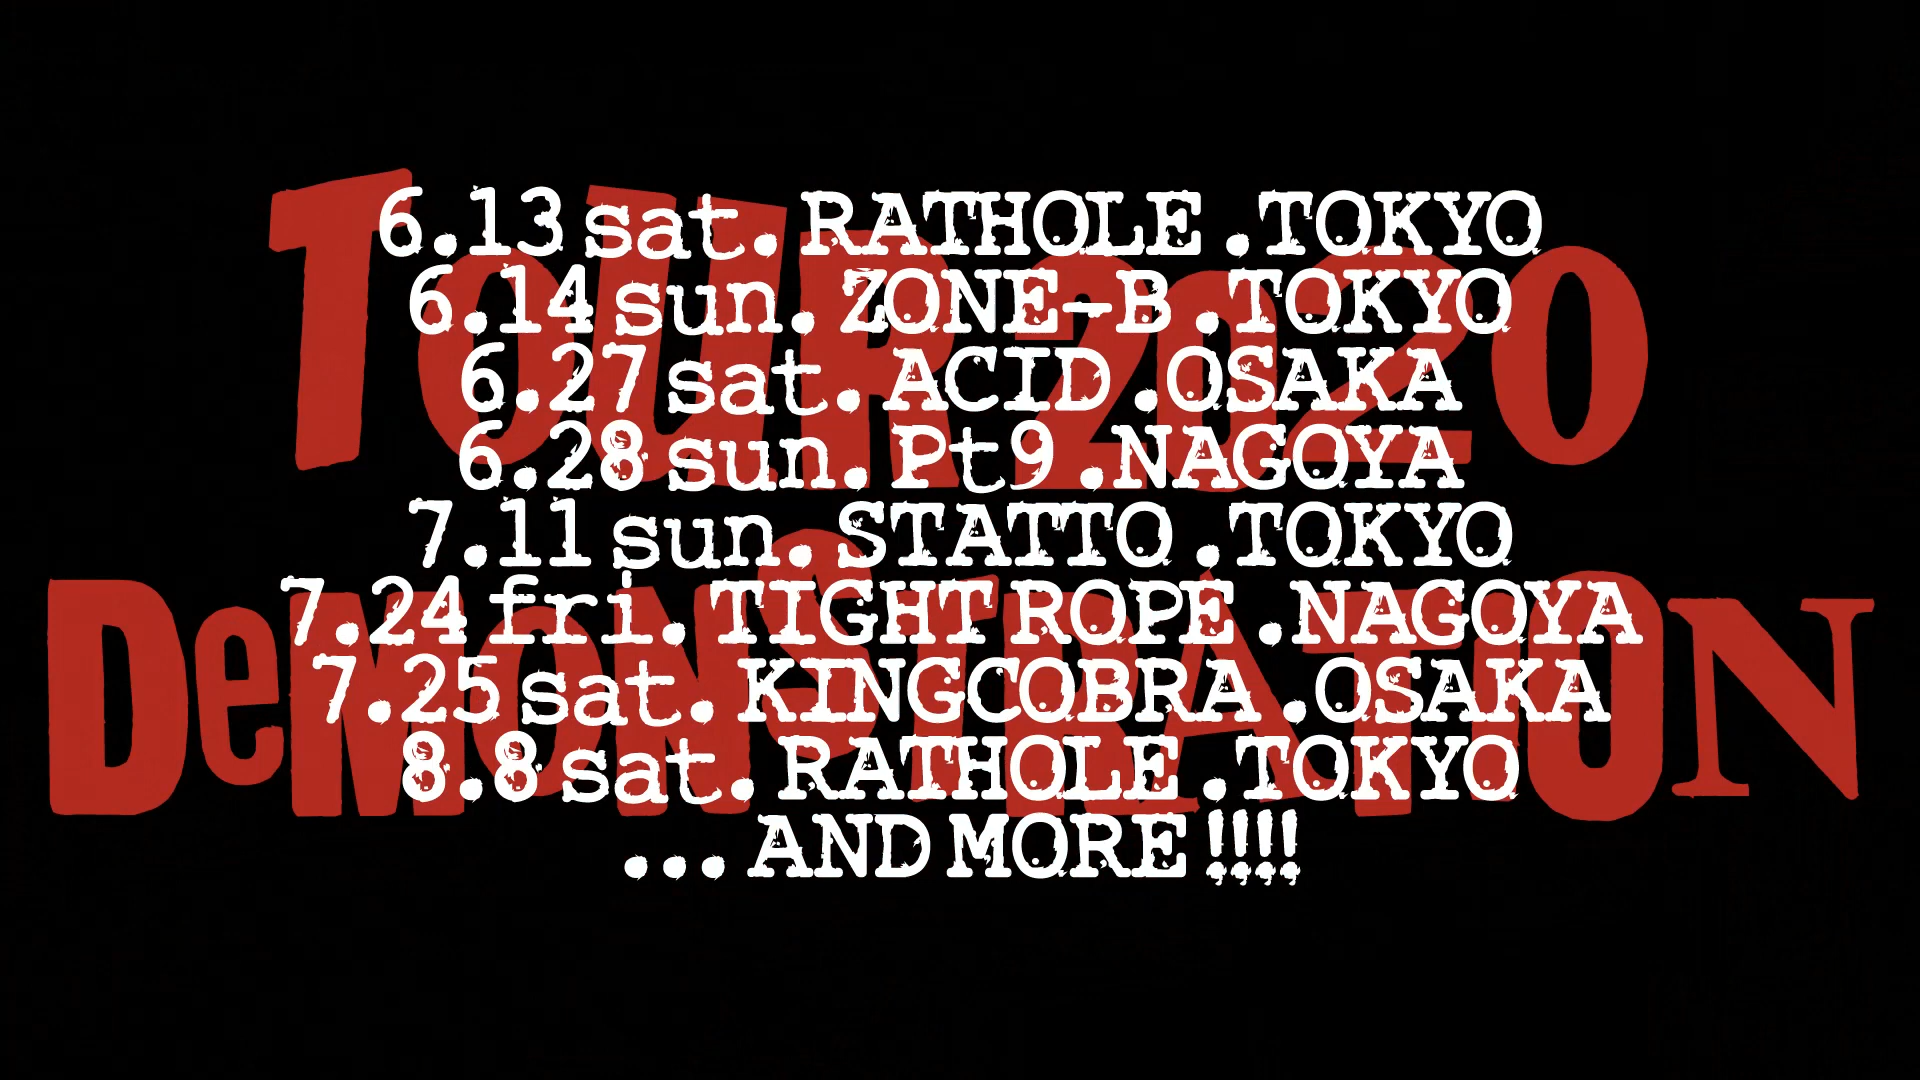 TOUR 2020
DeMONSTRATION
6.13 sat. RATHOLE .TOKYO
6.14 sun. ZONE-B .TOKYO
6.27 sat. ACID .OSAKA
6.28 sun. Pt9 .NAGOYA
7.11 sun. STATTO .TOKYO
7.24 fri. TIGHT ROPE .NAGOYA
7.25 sat. KINGCOBRA .OSAKA
8.8 sat. RATHOLE .TOKYO
... AND MORE !!!!